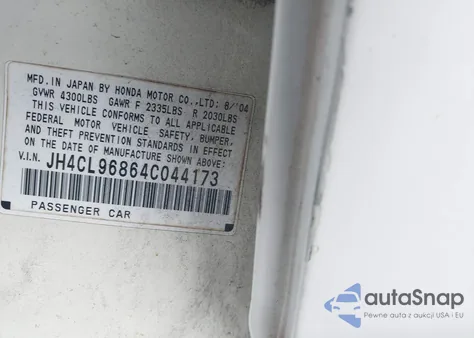 MFD. IN JAPAN BY HONDA MOTOR CO., LTD: 8/'04
GVWR 4300LBS GAWR F 2335LBS R 2030LBS
THIS VEHICLE CONFORMS TO ALL APPLICABLE
FEDERAL MOTOR VEHICLE SAFETY, BUMPER,
AND THEFT PREVENTION STANDARDS IN EFFECT
ON THE DATE OF MANUFACTURE SHOWN ABOVE:
V.I.N. JH4CL96864C044173
PASSENGER CAR
autoSnap
Pewne auta z aukcji USA i EU